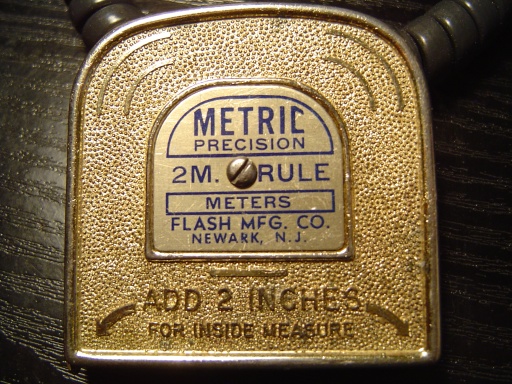 METRIC
PRECISION
2M. RULE
METERS
FLASH MFG. CO.
NEWARK, N.J.
ADD 2 INCHES
FOR INSIDE MEASURE